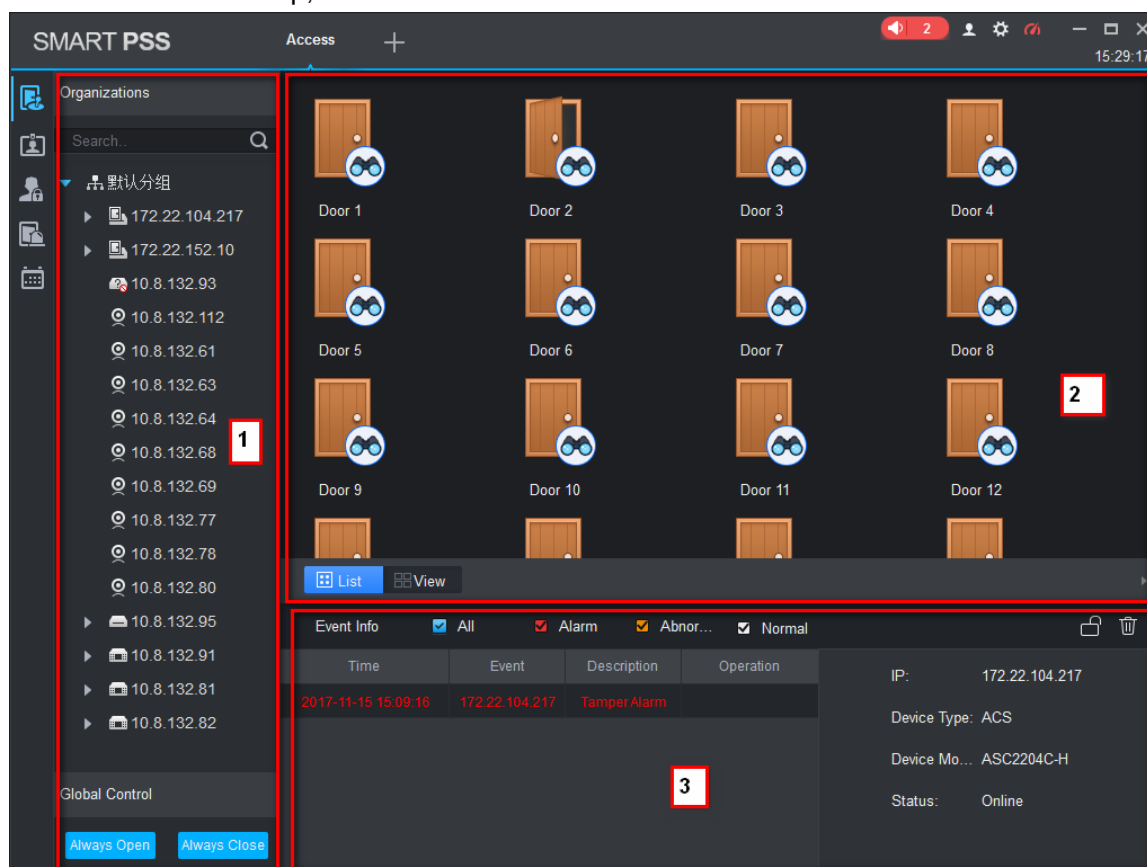 SMART PSS
Access
2
15:29:17
Organizations
Search..
默认分组
172.22.104.217
172.22.152.10
10.8.132.93
10.8.132.112
10.8.132.61
10.8.132.63
10.8.132.64
10.8.132.68
10.8.132.69
10.8.132.77
10.8.132.78
10.8.132.80
10.8.132.95
10.8.132.91
10.8.132.81
10.8.132.82
1
Global Control
Always Open Always Close
Door 1 Door 2 Door 3 Door 4
Door 5 Door 6 Door 7 Door 8
2
Door 9 Door 10 Door 11 Door 12
List View
Event Info All Alarm Abnor... Normal
Time Event Description Operation
2017-11-15 15:09:16 172.22.104.217 Tamper Alarm
3
IP: 172.22.104.217
Device Type: ACS
Device Mo... ASC2204C-H
Status: Online